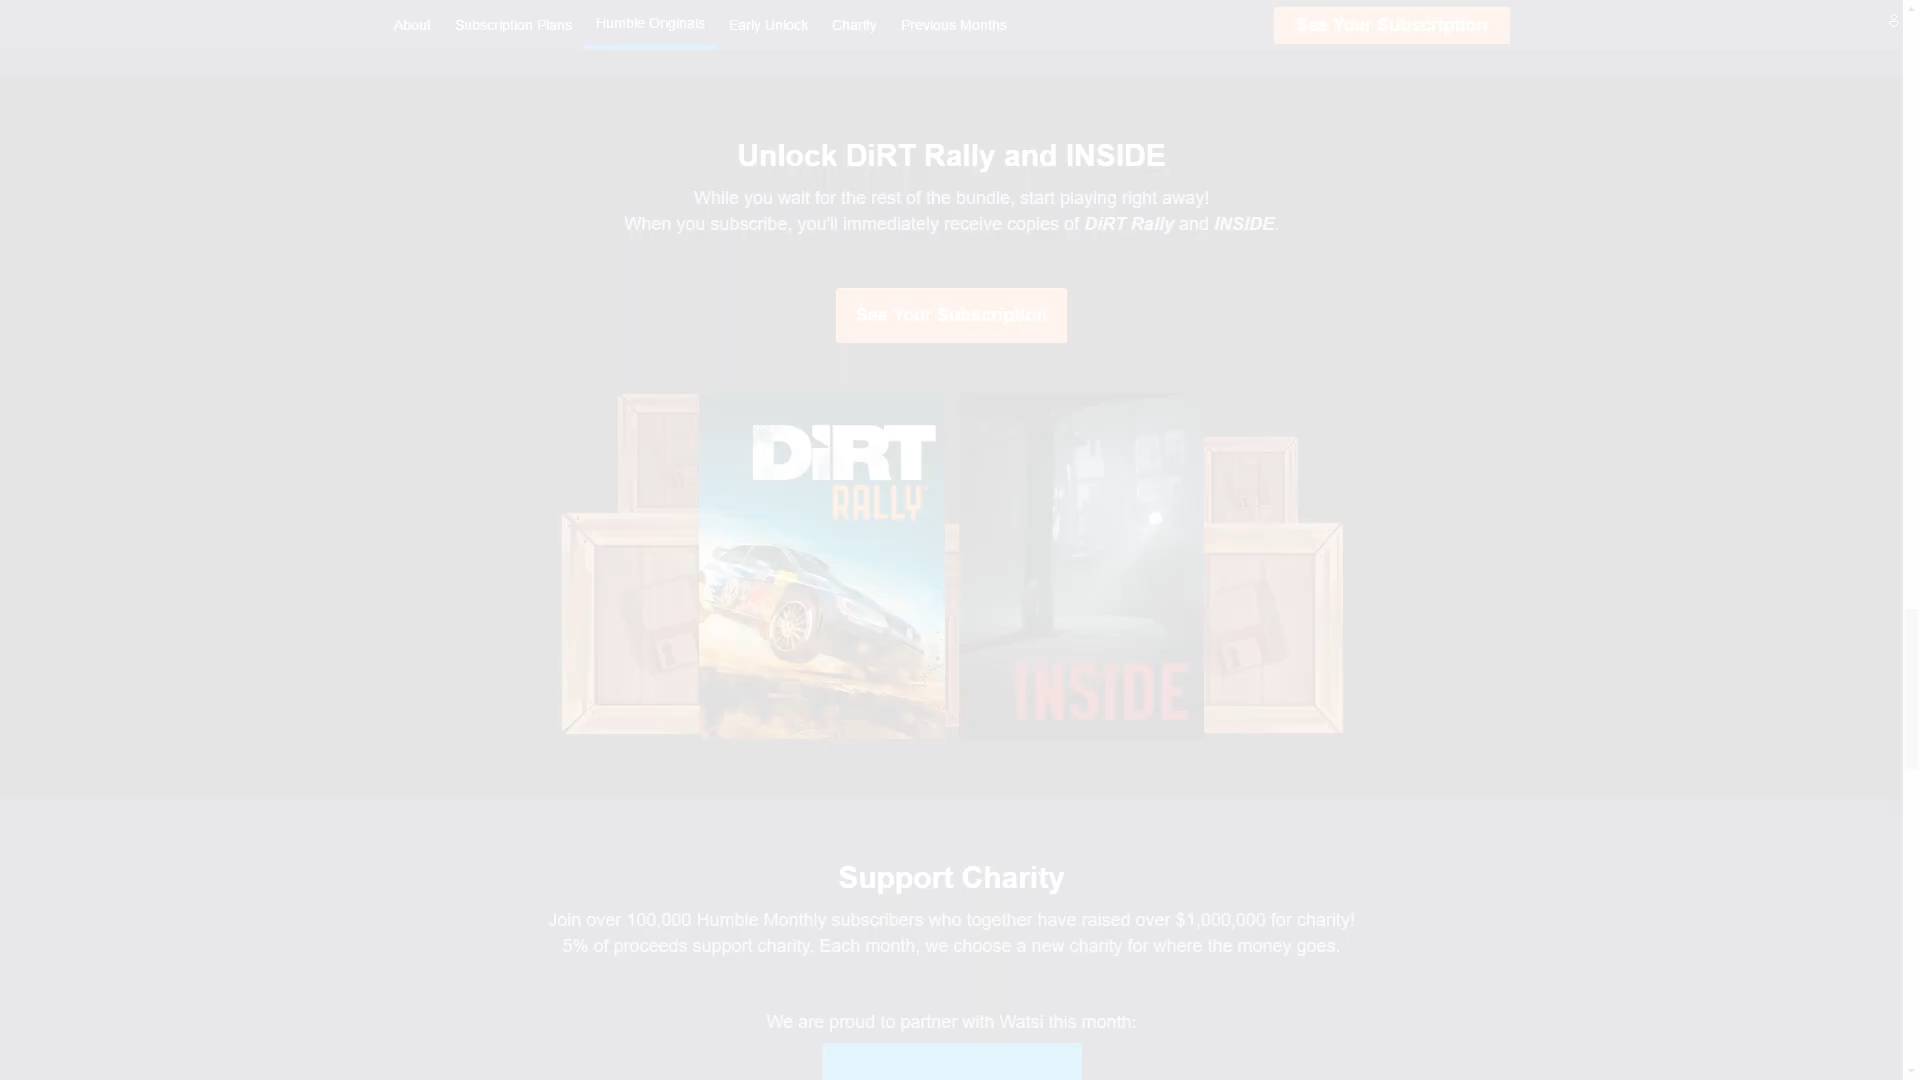 About
Subscription Plans
Humble Originals
Early Unlock
Charity
Previous Months
See Your Subscription
Unlock DiRT Rally and INSIDE
While you wait for the rest of the bundle, start playing right away!
When you subscribe, you'll immediately receive copies of DiRT Rally and INSIDE.
See Your Subscription
DiRT
RALLY
INSIDE
Support Charity
Join over 100,000 Humble Monthly subscribers who together have raised over $1,000,000 for charity!
5% of proceeds support charity. Each month, we choose a new charity for where the money goes.
We are proud to partner with Watsi this month: